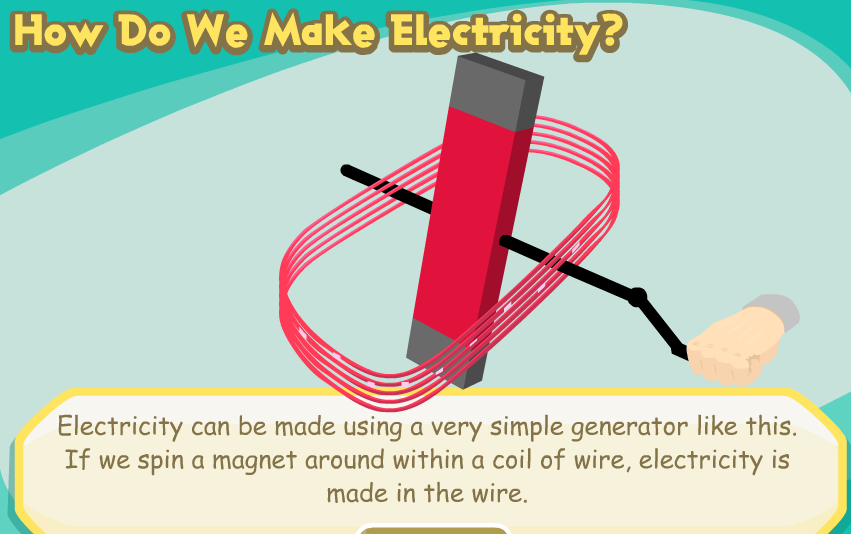 How Do We Make Electricity?
Electricity can be made using a very simple generator like this.
If we spin a magnet around within a coil of wire, electricity is
made in the wire.